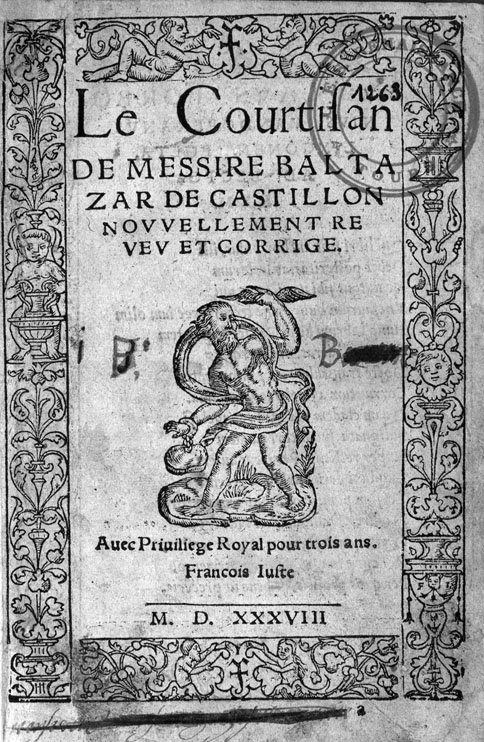 1263
Le Courtiſan
DE MESSIRE BALTA
ZAR DE CASTILLON
NOVVELLEMENT RE
VEV ET CORRIGE.
B.
Auec Priuiliege Royal pour trois ans.
Francois Iuſte
M. D. XXXVIII
a